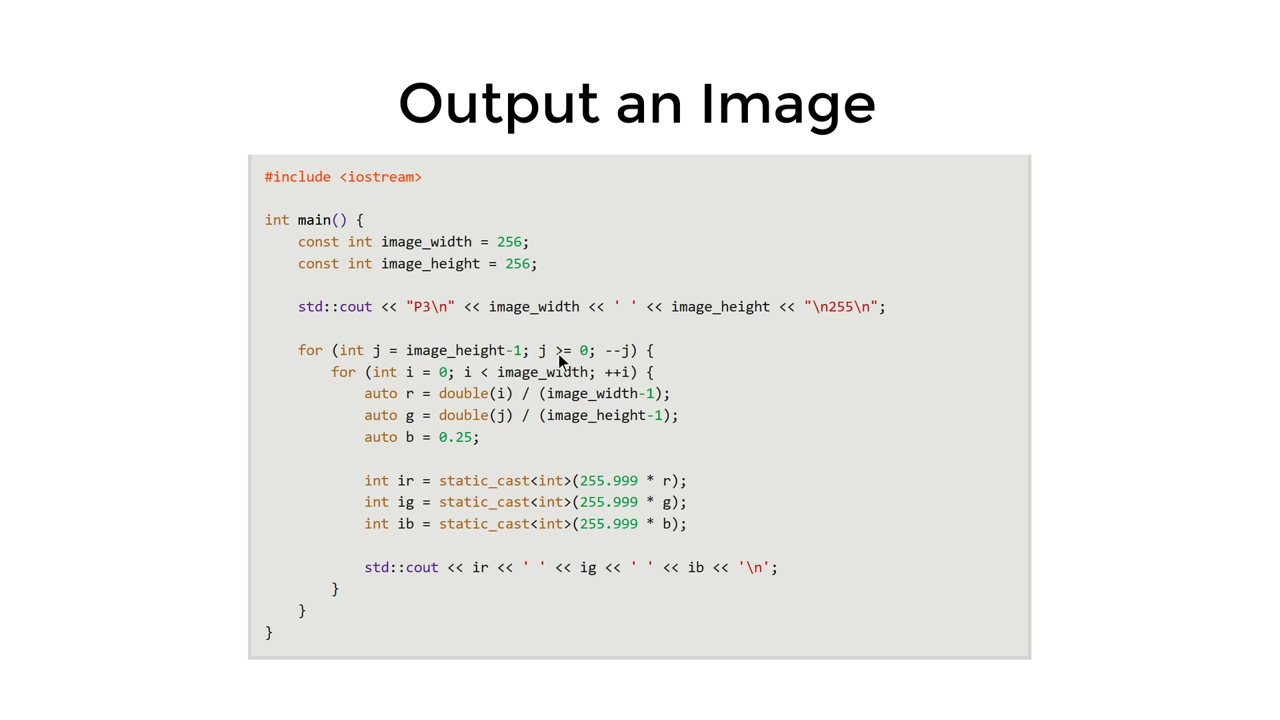 Output an Image
#include <iostream>
int main() {
const int image_width = 256;
const int image_height = 256;
std::cout << "P3\n" << image_width << ' ' << image_height << "\n255\n";
for (int j = image_height-1; j >= 0; --j) {
for (int i = 0; i < image_width; ++i) {
auto r = double(i) / (image_width-1);
auto g = double(j) / (image_height-1);
auto b = 0.25;
int ir = static_cast<int>(255.999 * r);
int ig = static_cast<int>(255.999 * g);
int ib = static_cast<int>(255.999 * b);
std::cout << ir << ' ' << ig << ' ' << ib << '\n';
}
}
}